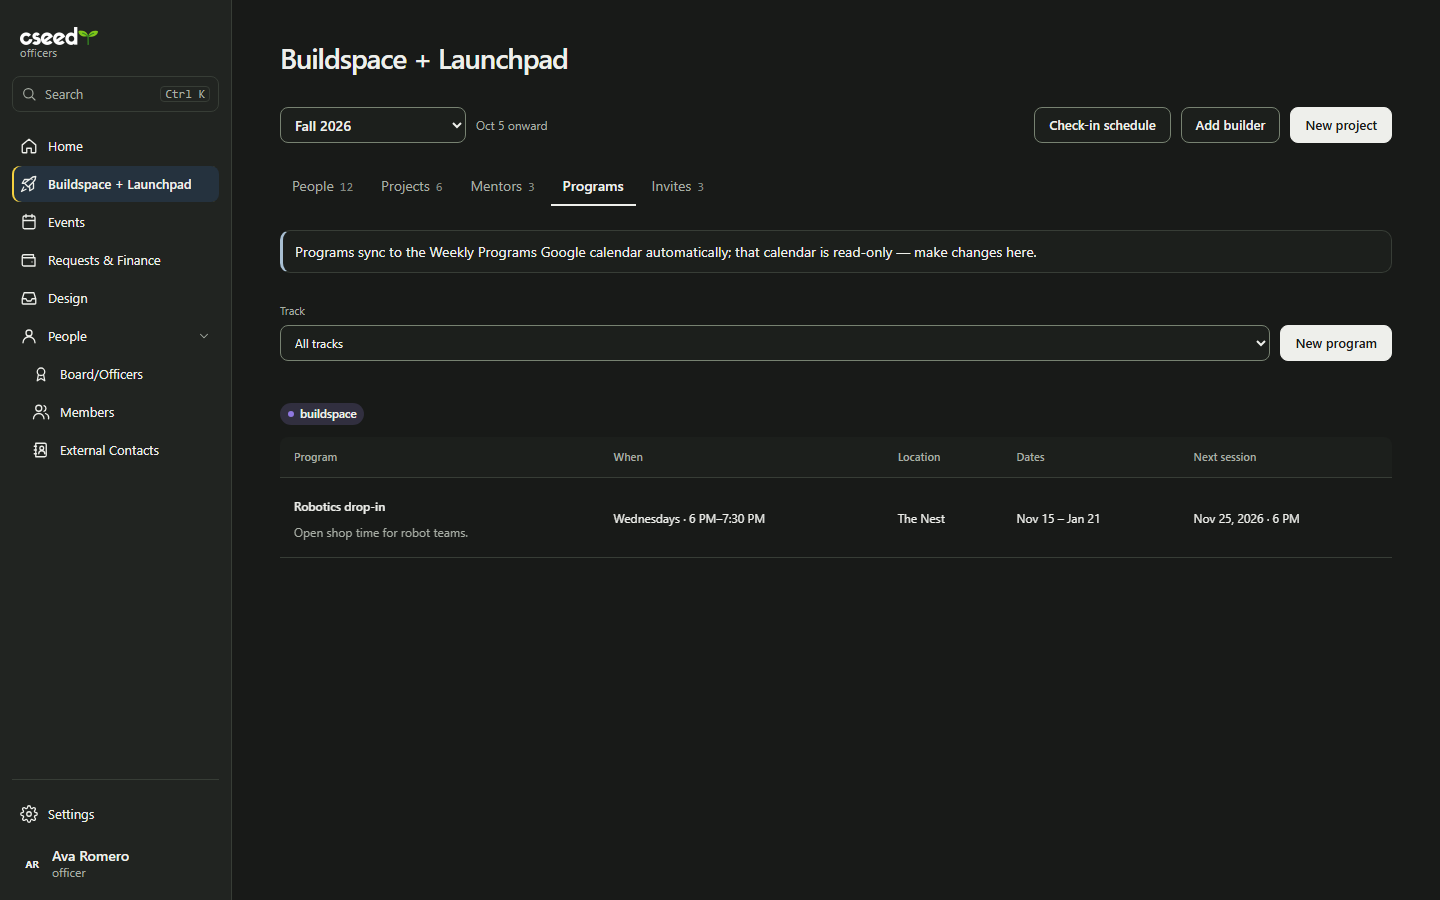 cseed
officers
Search
Ctrl K
Home
Buildspace + Launchpad
Events
Requests & Finance
Design
People
Board/Officers
Members
External Contacts
Settings
AR
Ava Romero
officer
Buildspace + Launchpad
Fall 2026
Oct 5 onward
Check-in schedule
Add builder
New project
People 12
Projects 6
Mentors 3
Programs
Invites 3
Programs sync to the Weekly Programs Google calendar automatically; that calendar is read-only — make changes here.
Track
All tracks
New program
buildspace
Program When Location Dates Next session
Robotics drop-in
Open shop time for robot teams.
Wednesdays · 6 PM–7:30 PM
The Nest
Nov 15 – Jan 21
Nov 25, 2026 · 6 PM